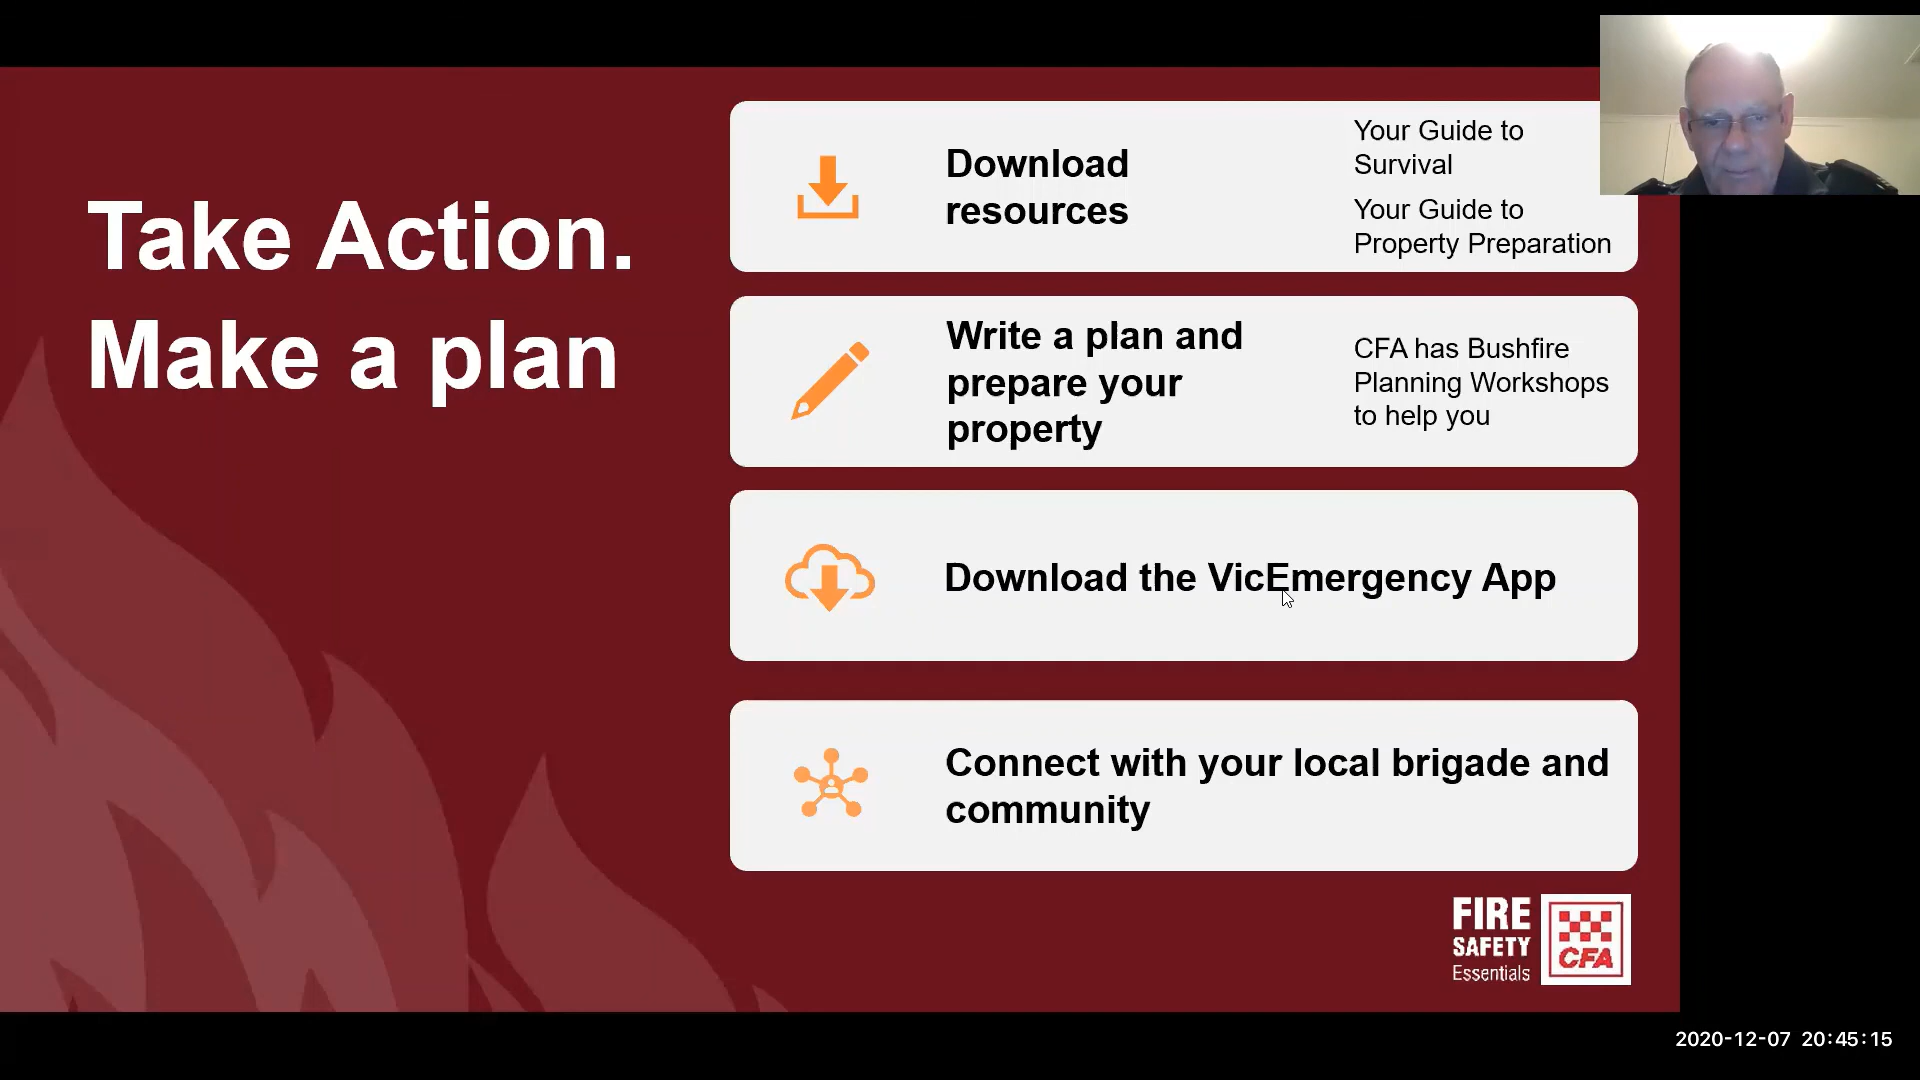 Take Action.
Make a plan
Download
resources
Your Guide to
Survival
Your Guide to
Property Preparation
Write a plan and
prepare your
property
CFA has Bushfire
Planning Workshops
to help you
Download the VicEmergency App
Connect with your local brigade and
community
FIRE
SAFETY
Essentials
CFA
2020-12-07 20:45:15